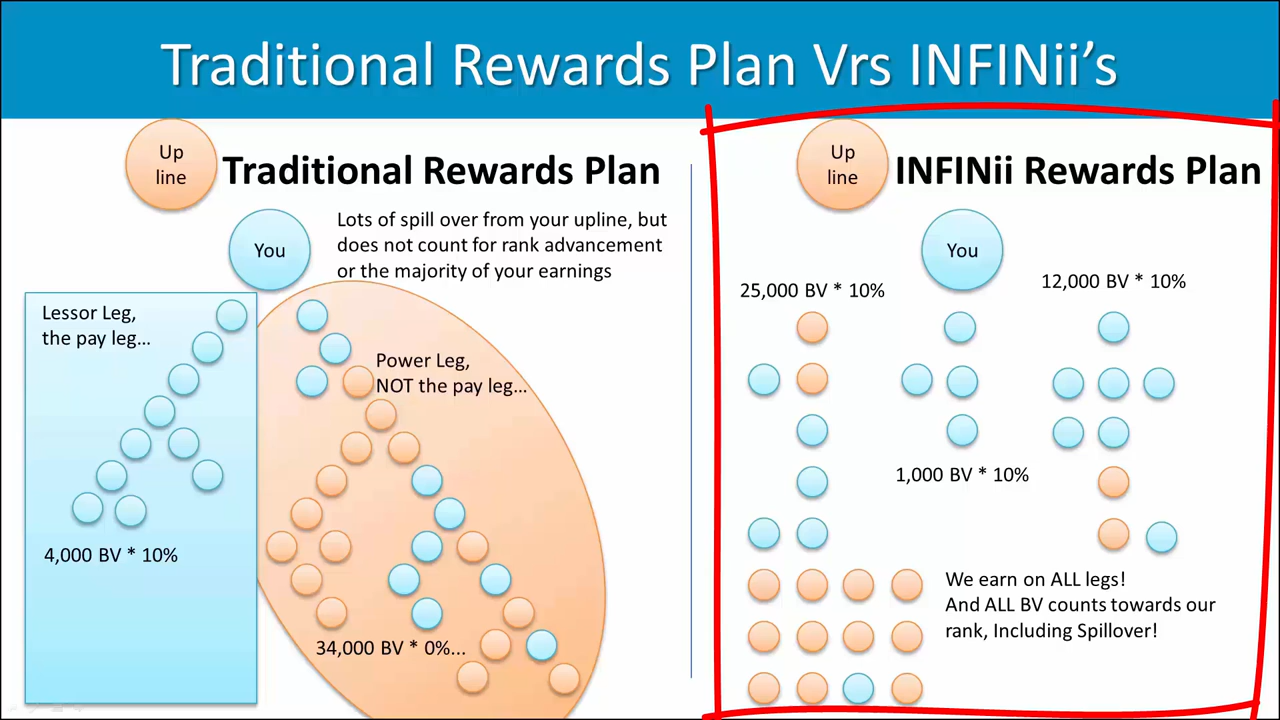 Traditional Rewards Plan Vrs INFINii's
Up
line
Traditional Rewards Plan
You
Lots of spill over from your upline, but
does not count for rank advancement
or the majority of your earnings
Lessor Leg,
the pay leg...
Power Leg,
NOT the pay leg...
4,000 BV * 10%
34,000 BV * 0%...
Up
line
INFINii Rewards Plan
You
25,000 BV * 10%
12,000 BV * 10%
1,000 BV * 10%
We earn on ALL legs!
And ALL BV counts towards our
rank, Including Spillover!